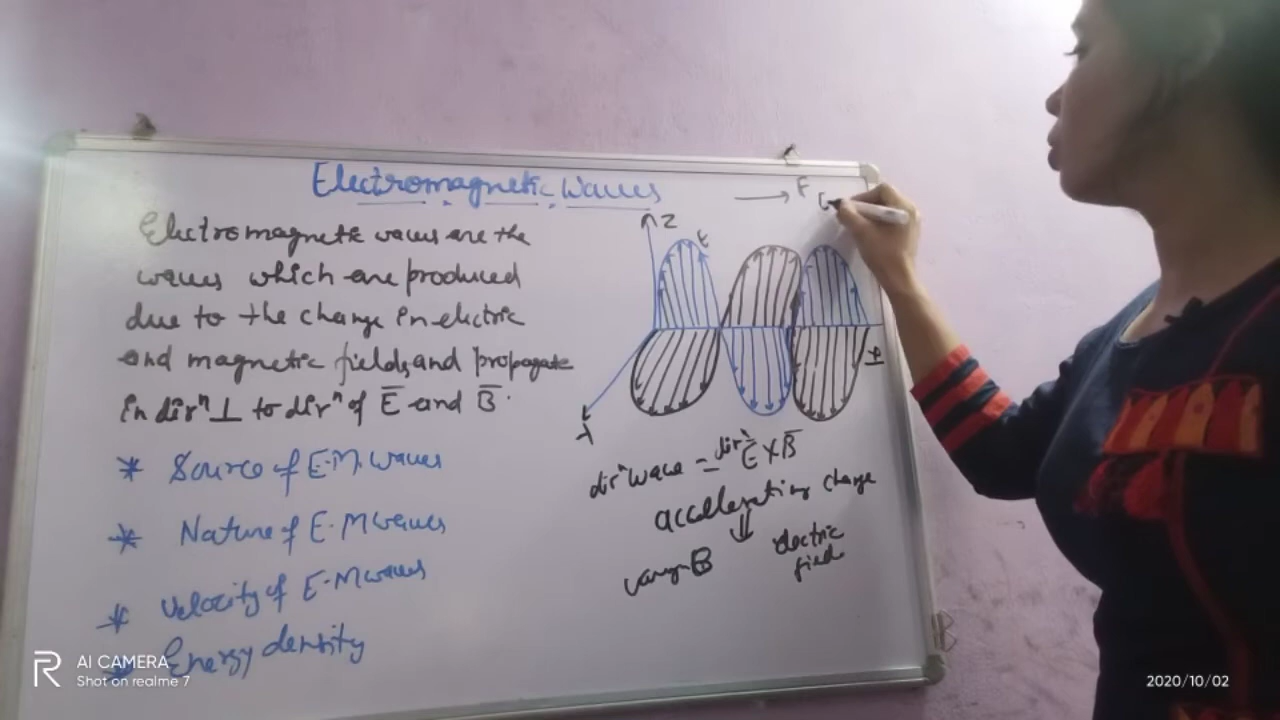 Electromagnetic Waves
Electromagnetic waves are the
waves which are produced
due to the change in electric
and magnetic fields, and propagate
in dirⁿ ⊥ to dirⁿ of E̅ and B̅.
* Source of E.M. waves
* Nature of E.M waves
* Velocity of E.M waves
* Energy density
Z
E
dirⁿ wave = dirⁿ E̅ X B̅
accelerating charge
⇓
B
electric
field
AI CAMERA
Shot on realme 7
2020/10/02